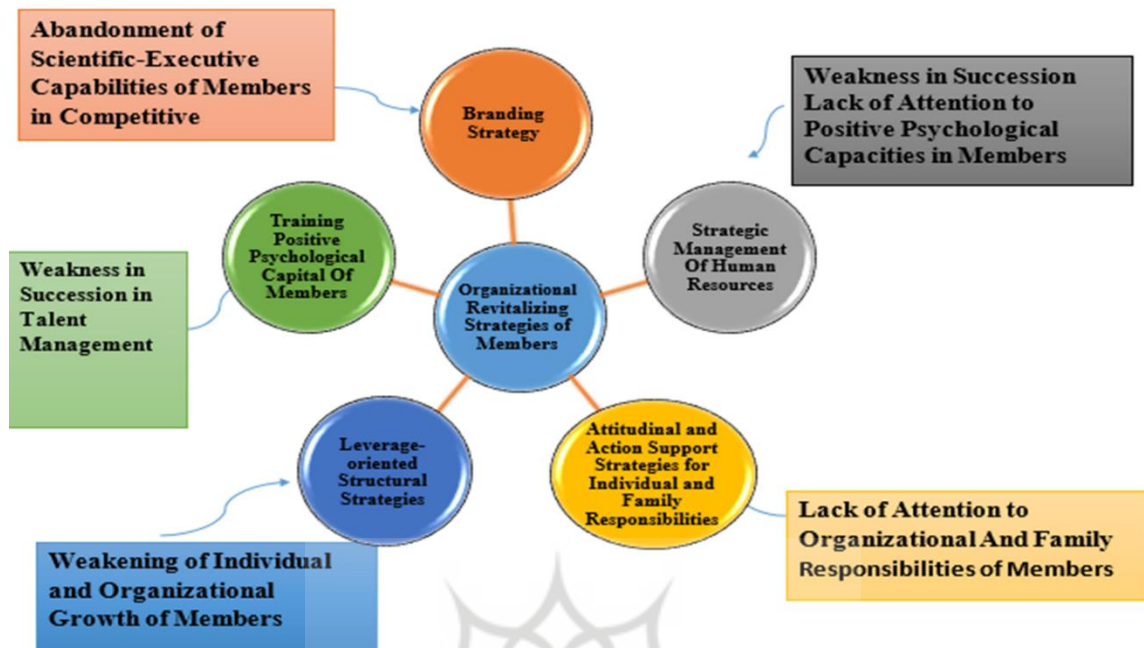 Abandonment of
Scientific-Executive
Capabilities of Members
in Competitive
Branding
Strategy
Weakness in Succession
Lack of Attention to
Positive Psychological
Capacities in Members
Training
Positive
Psychological
Capital Of
Members
Strategic
Management
Of Human
Resources
Weakness in
Succession in
Talent
Management
Organizational
Revitalizing
Strategies of
Members
Leverage-
oriented
Structural
Strategies
Attitudinal and
Action Support
Strategies for
Individual and
Family
Responsibilities
Weakening of Individual
and Organizational
Growth of Members
Lack of Attention to
Organizational And Family
Responsibilities of Members